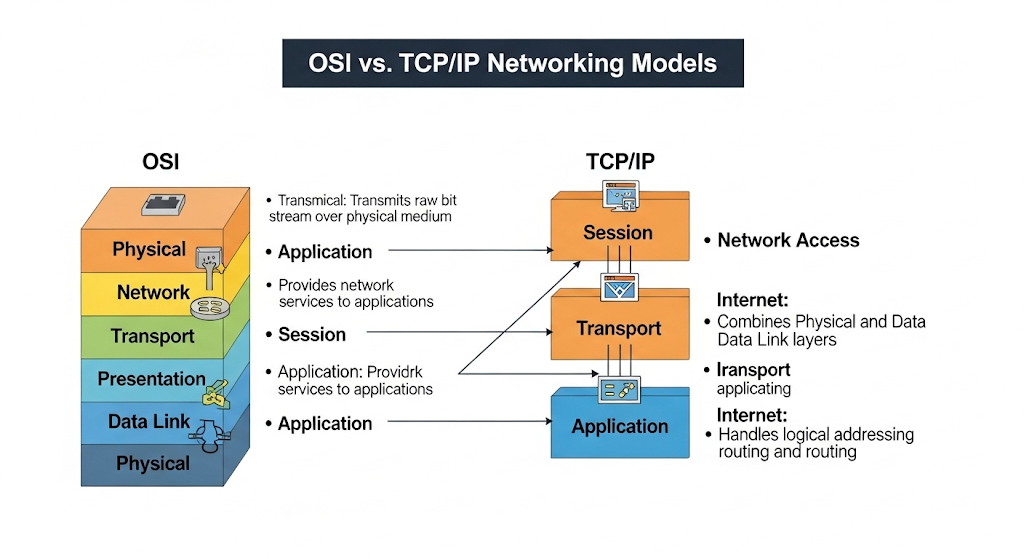 OSI vs. TCP/IP Networking Models
OSI
Physical
Network
Transport
Presentation
Data Link
Physical
• Transmical: Transmits raw bit
stream over physical medium
• Application
• Provides network
services to applications
• Session
• Application: Providrk
services to applications
• Application
TCP/IP
Session
Transport
Application
• Network Access
Internet:
• Combines Physical and Data
Data Link layers
• Iransport
applicating
Internet:
• Handles logical addressing
routing and routing